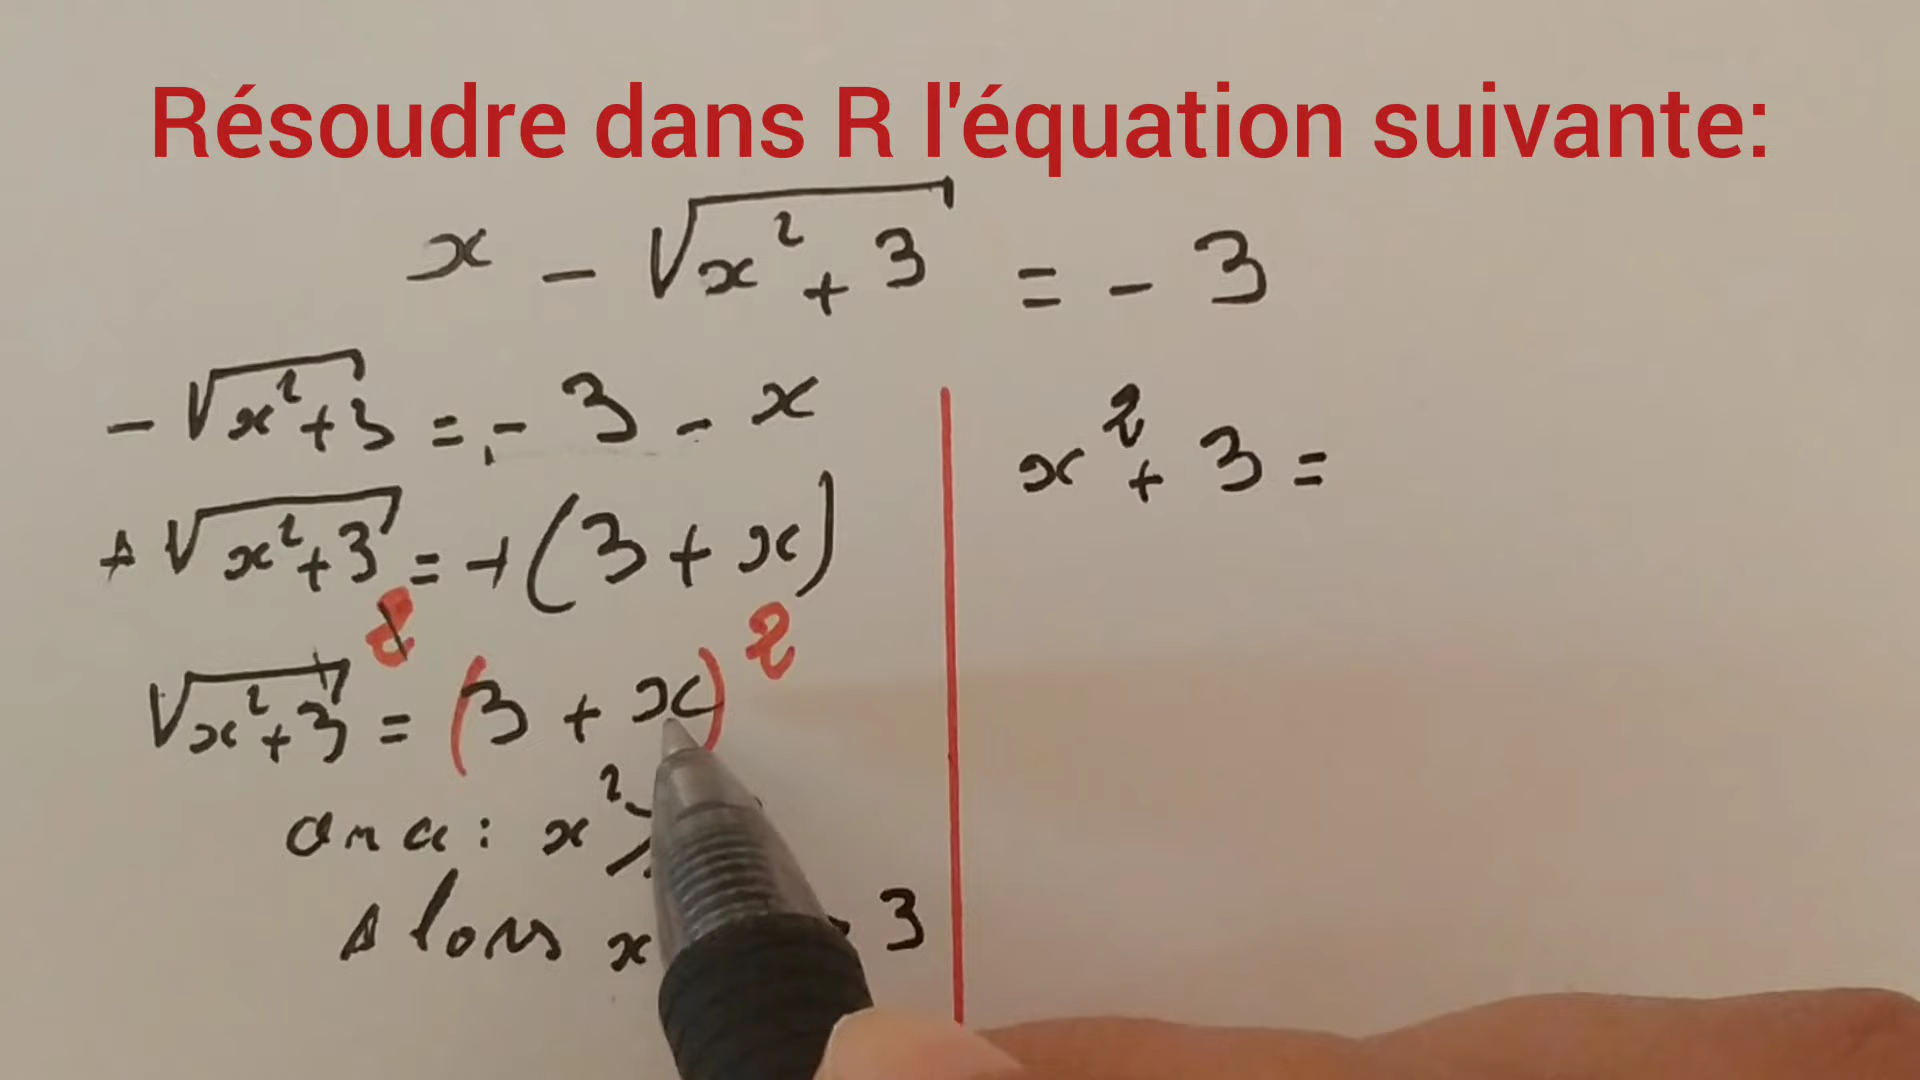 Résoudre dans R l'équation suivante:
x - √(x² + 3) = - 3
- √(x² + 3) = - 3 - x
+ √(x² + 3) = + (3 + x)
√(x² + 3)² = (3 + x)²
on a : x² ⩾
Alors x 3
x² + 3 =